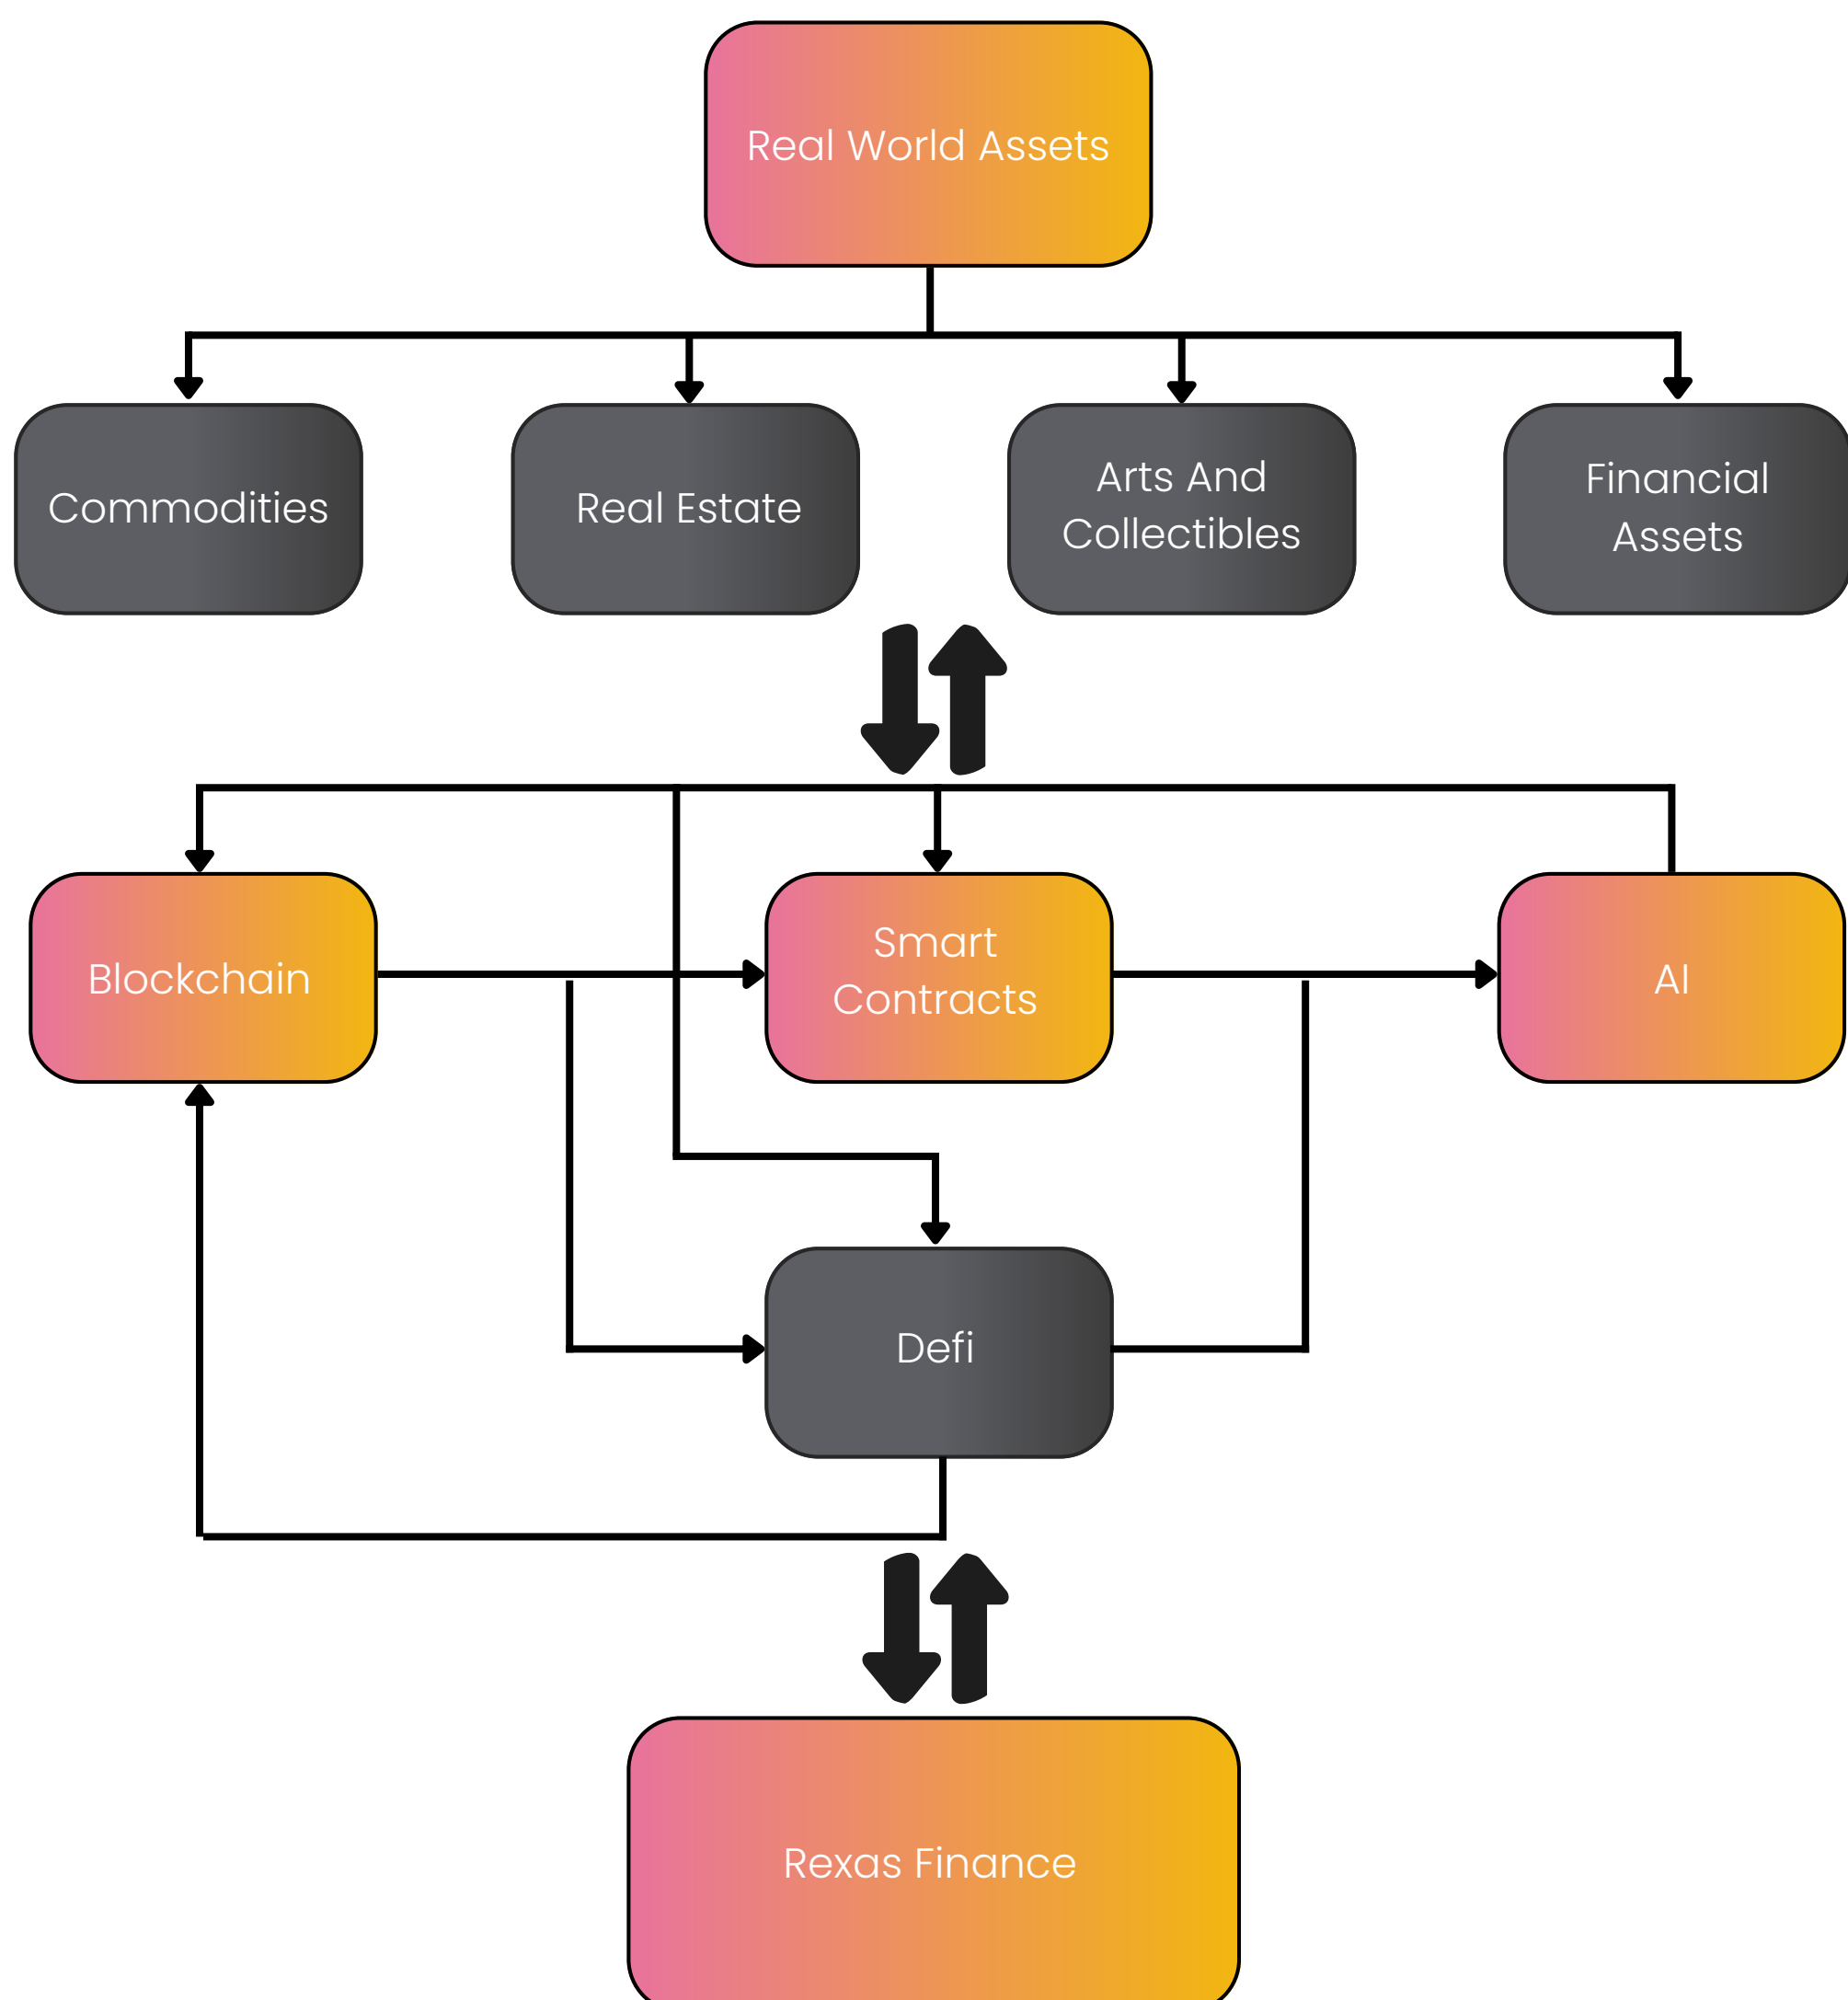 Real World Assets
Commodities
Real Estate
Arts And
Collectibles
Financial
Assets
Blockchain
Smart
Contracts
AI
Defi
Rexas Finance